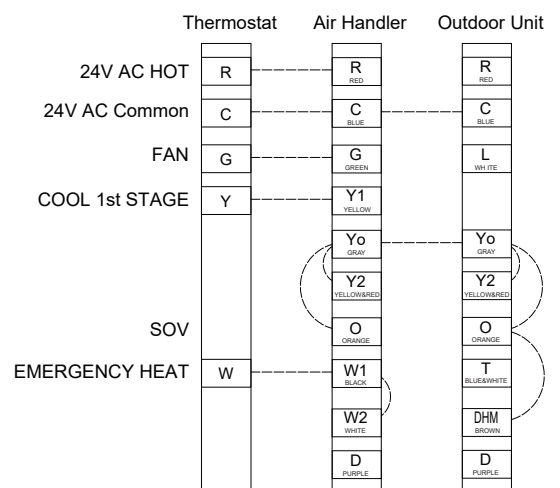 Thermostat Air Handler Outdoor Unit
24V AC HOT R R R
RED RED
24V AC Common C C C
BLUE BLUE
FAN G G L
GREEN WH ITE
COOL 1st STAGE Y Y1
YELLOW
Yo Yo
GRAY GRAY
Y2 Y2
YELLOW&RED YELLOW&RED
SOV O O
ORANGE ORANGE
EMERGENCY HEAT W W1 T
BLACK BLUE&WHITE
W2 DHM
WHITE BROWN
D D
PURPLE PURPLE